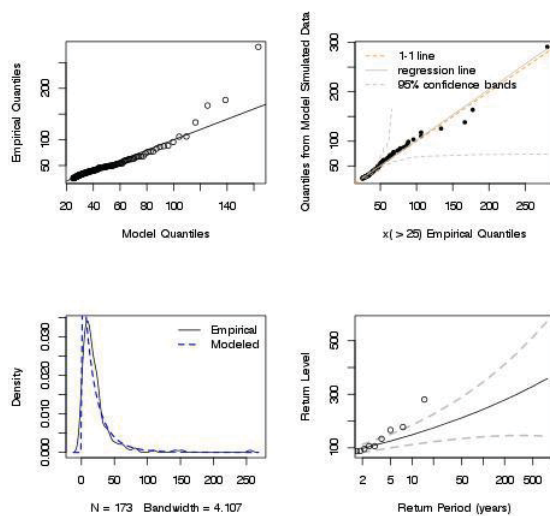 Empirical Quantiles
50 100 200
20 40 60 80 100 140
Model Quantiles
Quantiles from Model Simulated Data
50 100 150 200 300
1-1 line
regression line
95% confidence bands
50 100 150 200 250
x( > 25) Empirical Quantiles
Density
0.000 0.010 0.020 0.030
Empirical
Modeled
0 50 100 150 200 250
N = 173 Bandwidth = 4.107
Return Level
100 300 500
2 5 10 50 200 500
Return Period (years)